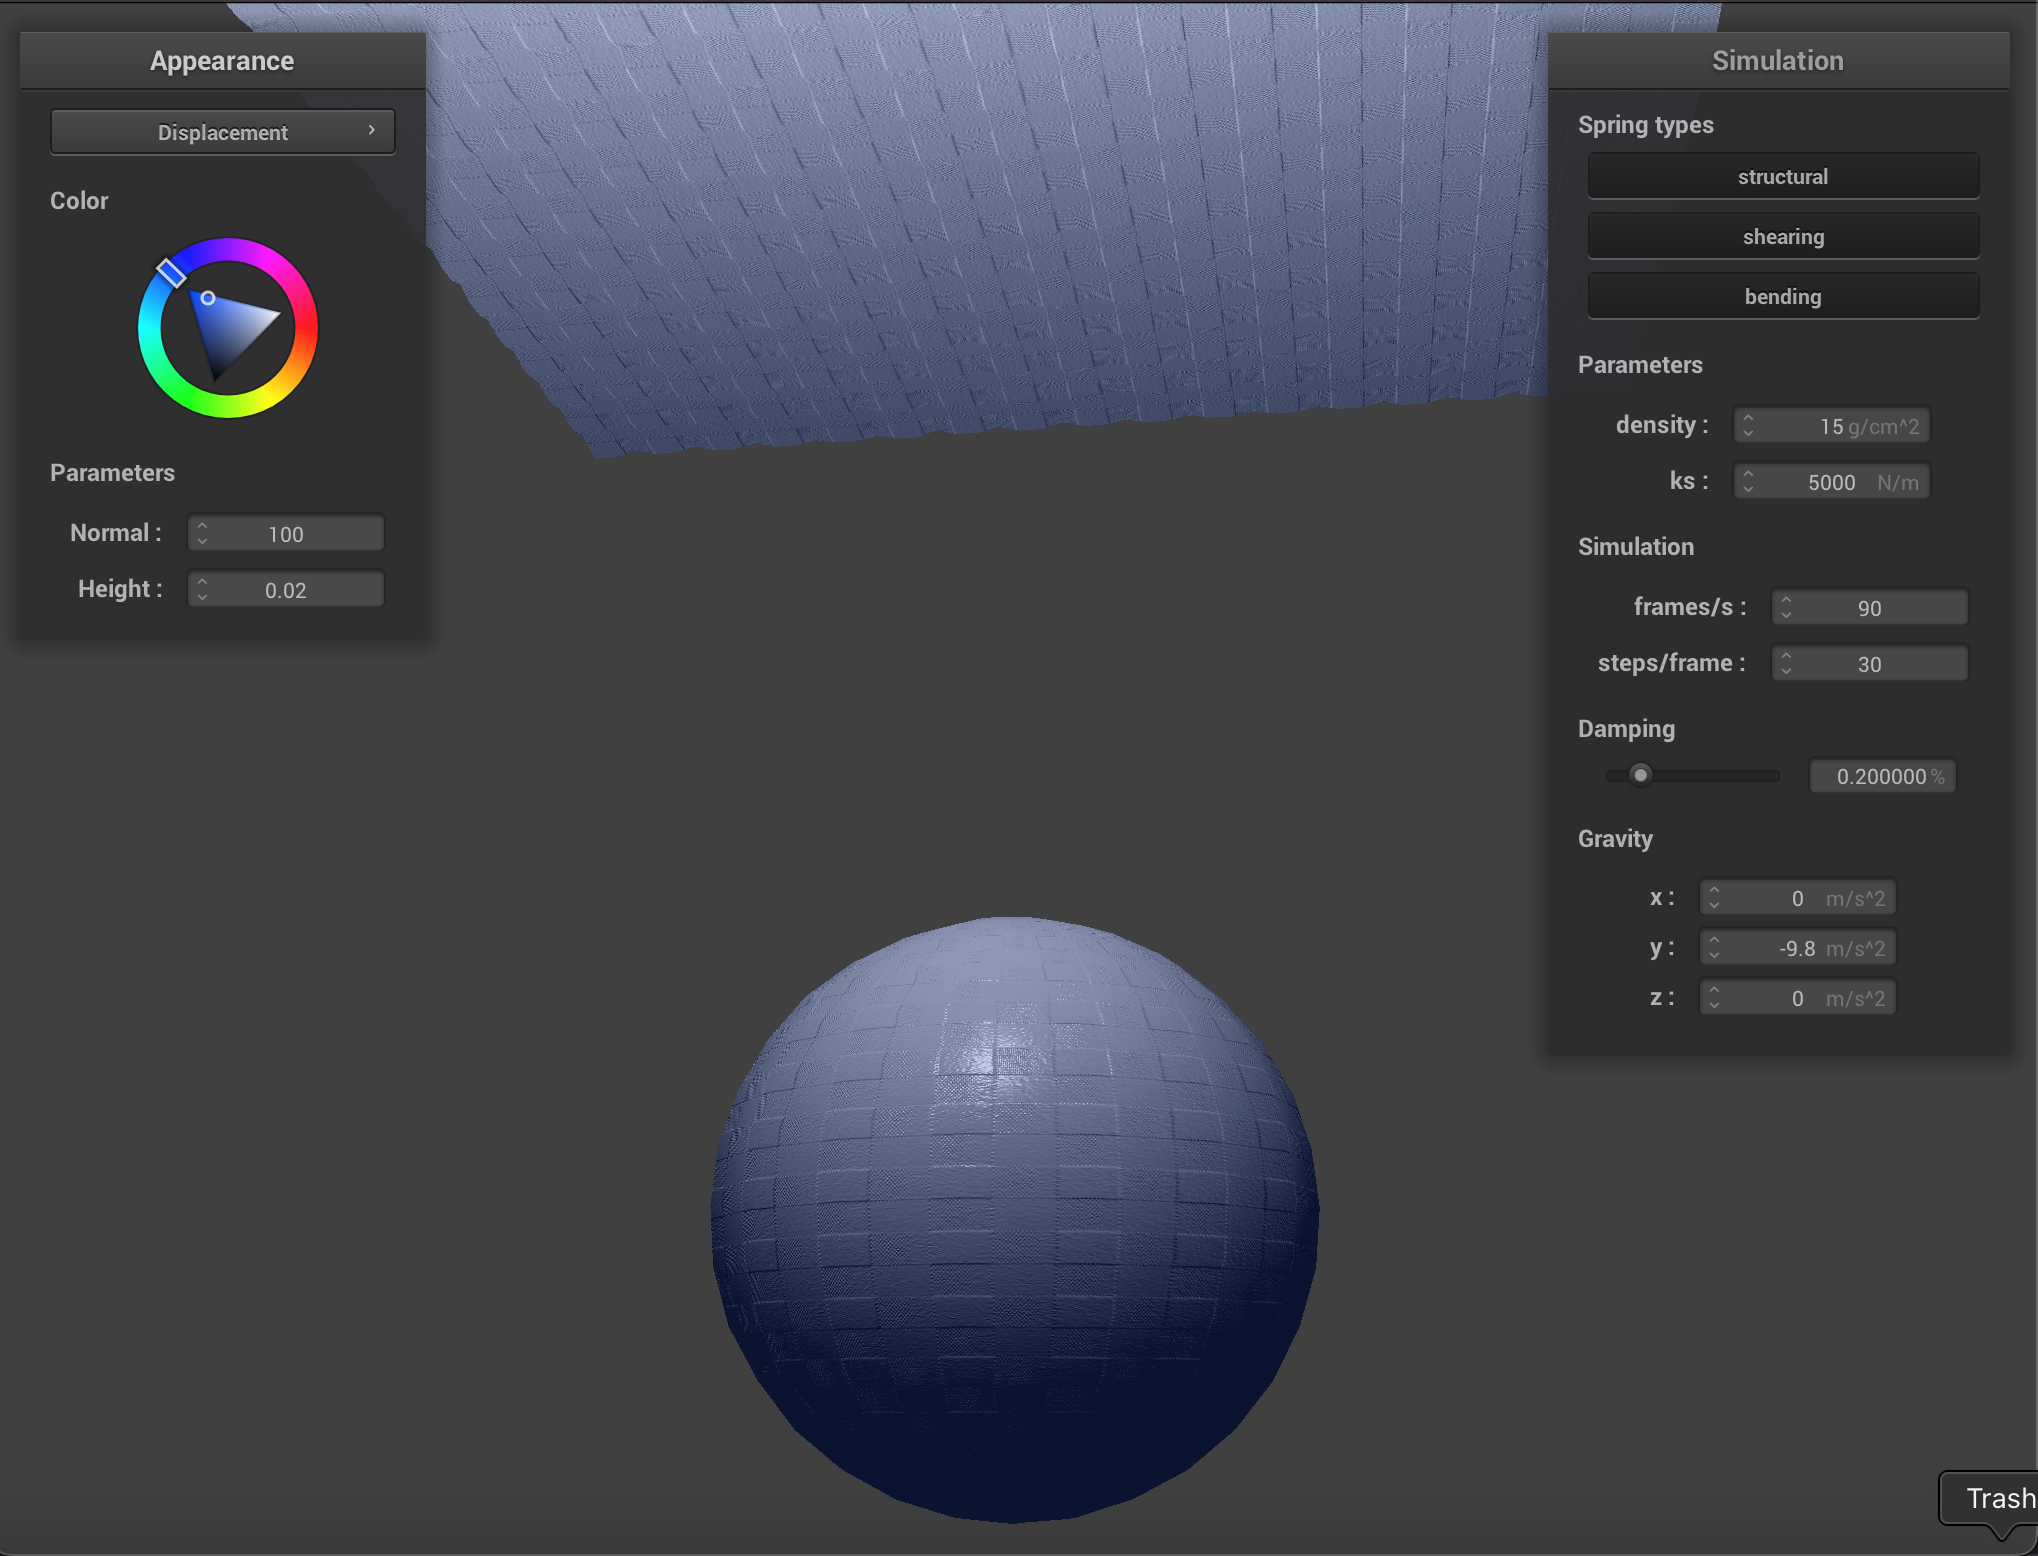 Appearance
Displacement
Color
Parameters
Normal : 100
Height : 0.02
Simulation
Spring types
structural
shearing
bending
Parameters
density : 15 g/cm^2
ks : 5000 N/m
Simulation
frames/s : 90
steps/frame : 30
Damping
0.200000 %
Gravity
x : 0 m/s^2
y : -9.8 m/s^2
z : 0 m/s^2
Trash